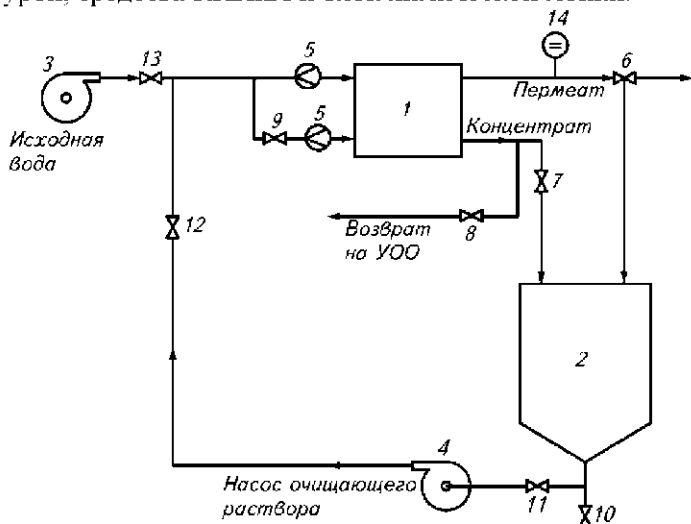 14
3
13
5
6
Пермеат
1
Концентрат
9
5
Исходная
вода
7
12
Возврат
на УОО
8
2
4
Насос очищающего
раствора
11
10